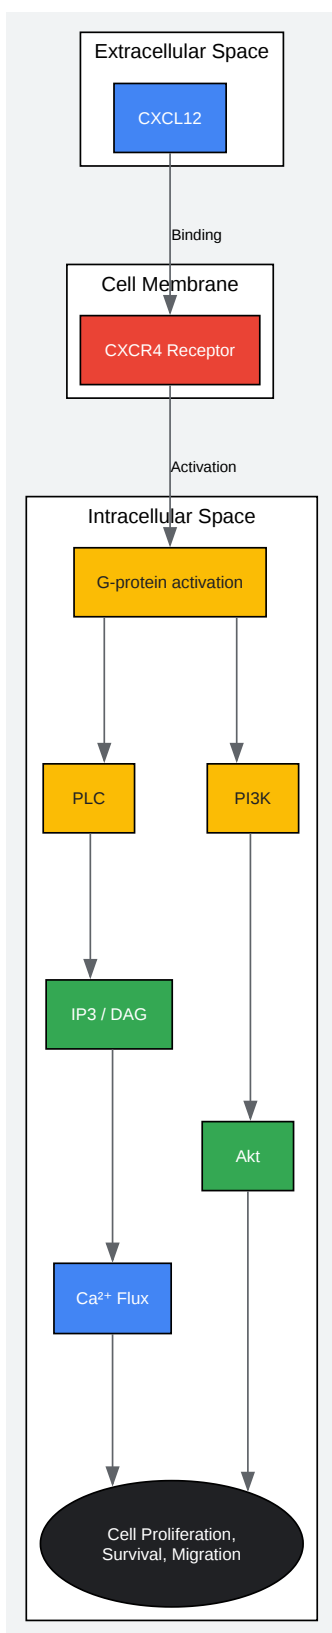 Extracellular Space
CXCL12
Binding
Cell Membrane
CXCR4 Receptor
Activation
Intracellular Space
G-protein activation
PLC
PI3K
IP3 / DAG
Akt
Ca²⁺ Flux
Cell Proliferation,
Survival, Migration